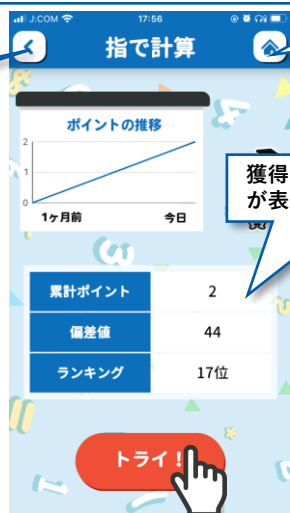 J:COM 17:56
指で計算
ポイントの推移
2
1
0
1ヶ月前 今日
獲得
が表
累計ポイント 2
偏差値 44
ランキング 17位
トライ!